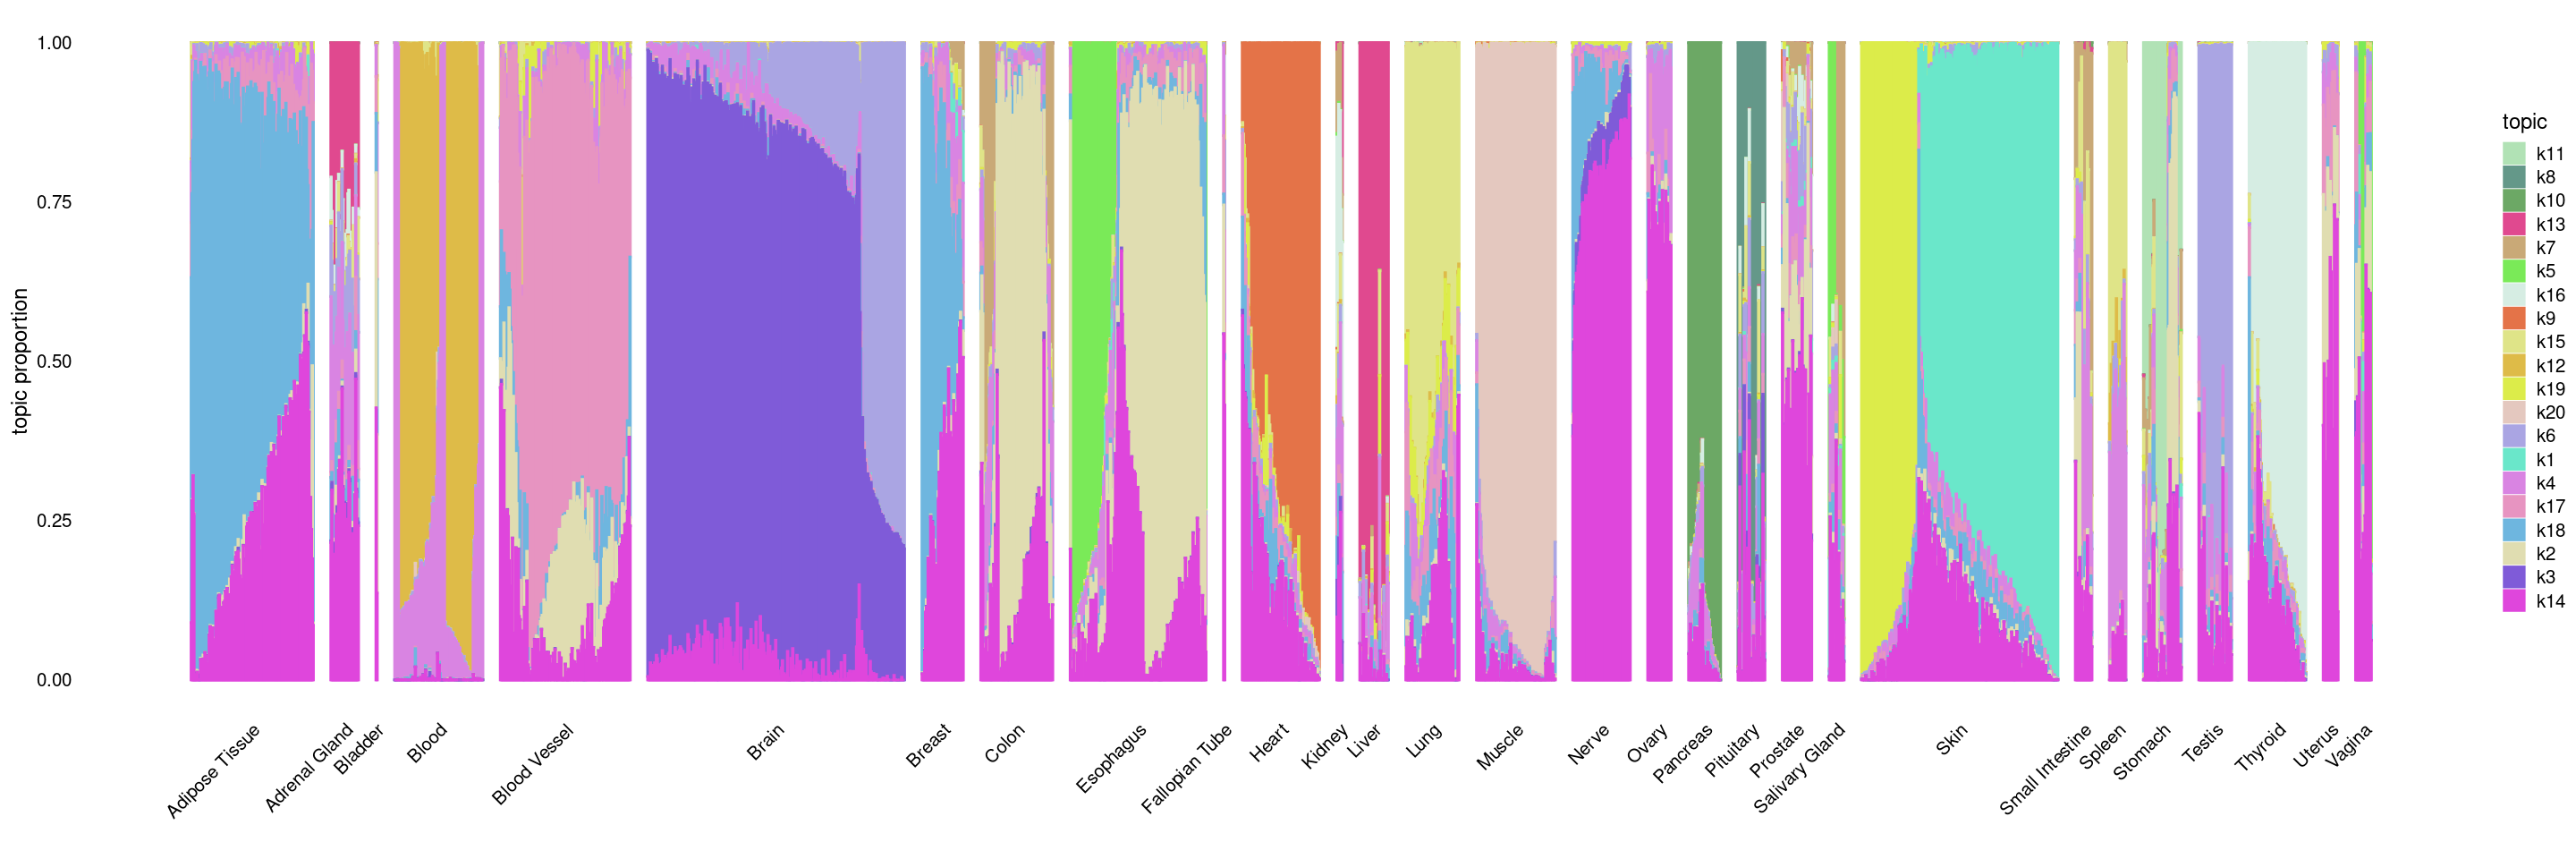 topic proportion
1.00
0.75
0.50
0.25
0.00
Adipose Tissue
Adrenal Gland
Bladder
Blood
Blood Vessel
Brain
Breast
Colon
Esophagus
Fallopian Tube
Heart
Kidney
Liver
Lung
Muscle
Nerve
Ovary
Pancreas
Pituitary
Prostate
Salivary Gland
Skin
Small Intestine
Spleen
Stomach
Testis
Thyroid
Uterus
Vagina
topic
k11
k8
k10
k13
k7
k5
k16
k9
k15
k12
k19
k20
k6
k1
k4
k17
k18
k2
k3
k14